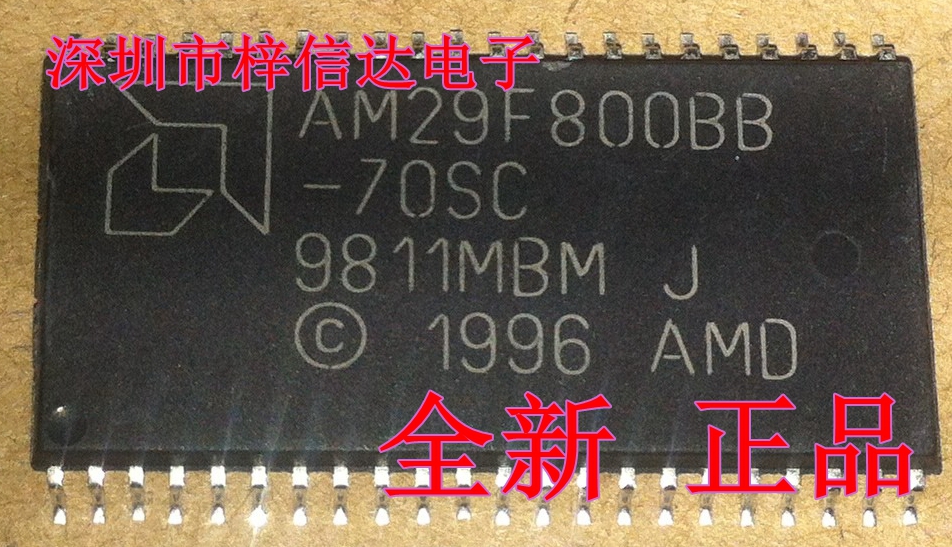 深圳市梓信达电子
AM29F800BB
-70SC
9811MBM J
© 1996 AMD
全新 正品